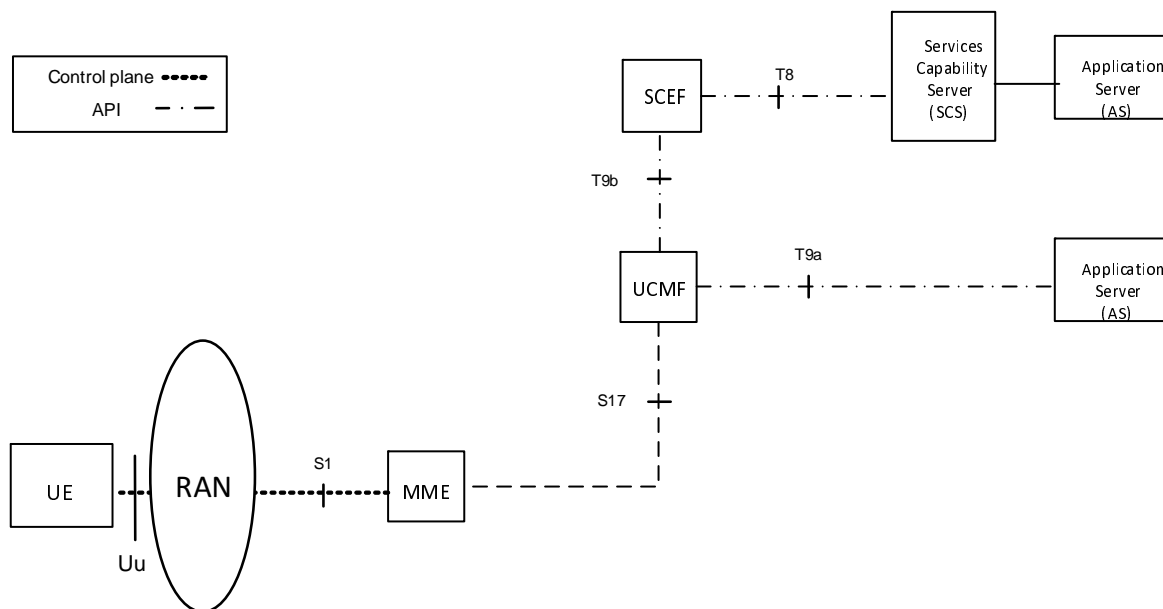 Control plane
API
SCEF
T8
Services
Capability
Server
(SCS)
Application
Server
(AS)
T9b
UCMF
T9a
Application
Server
(AS)
S17
UE
Uu
RAN
S1
MME